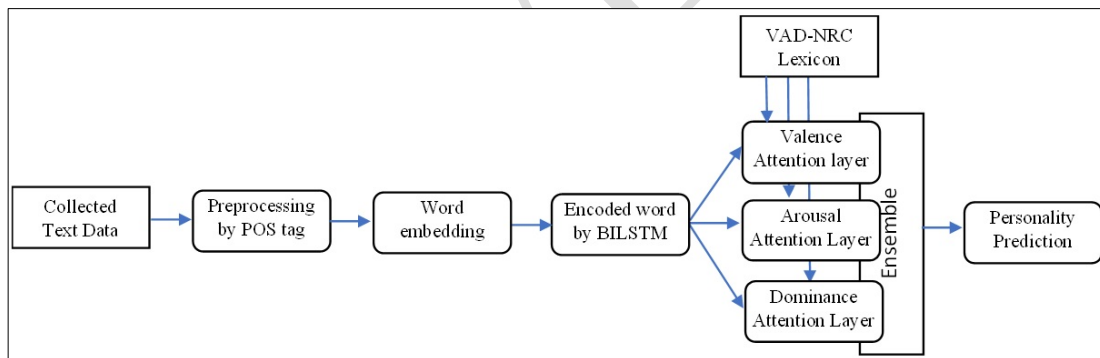 VAD-NRC
Lexicon
Valence
Attention layer
Collected
Text Data
Preprocessing
by POS tag
Word
embedding
Encoded word
by BILSTM
Arousal
Attention Layer
Dominance
Attention Layer
Ensemble
Personality
Prediction